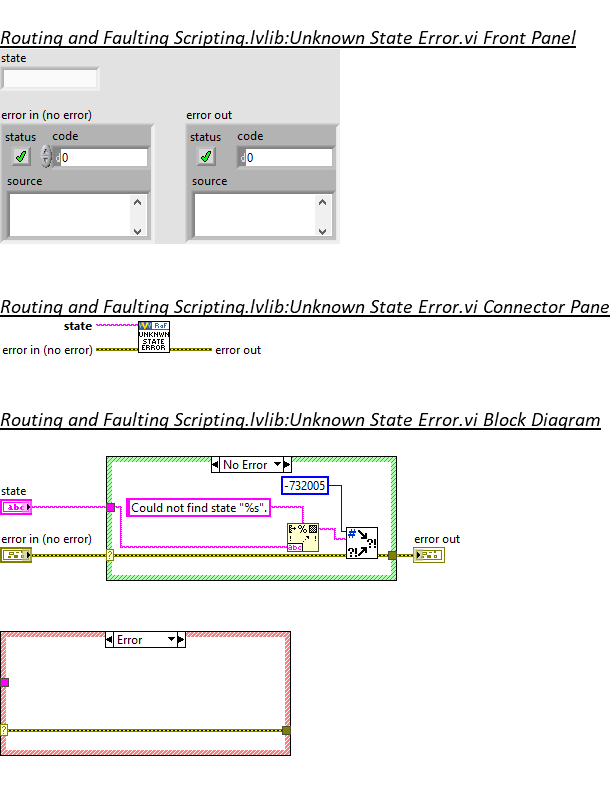 Routing and Faulting Scripting.lvlib:Unknown State Error.vi Front Panel
state
error in (no error)
error out
status code
status code
0
0
source
source
Routing and Faulting Scripting.lvlib:Unknown State Error.vi Connector Pane
state
RaF
UNKNWN
STATE
ERROR
error in (no error)
error out
Routing and Faulting Scripting.lvlib:Unknown State Error.vi Block Diagram
No Error
-732005
state
abc
Could not find state "%s".
error in (no error)
%
abc
#
?!
?!
error out
?
Error
?